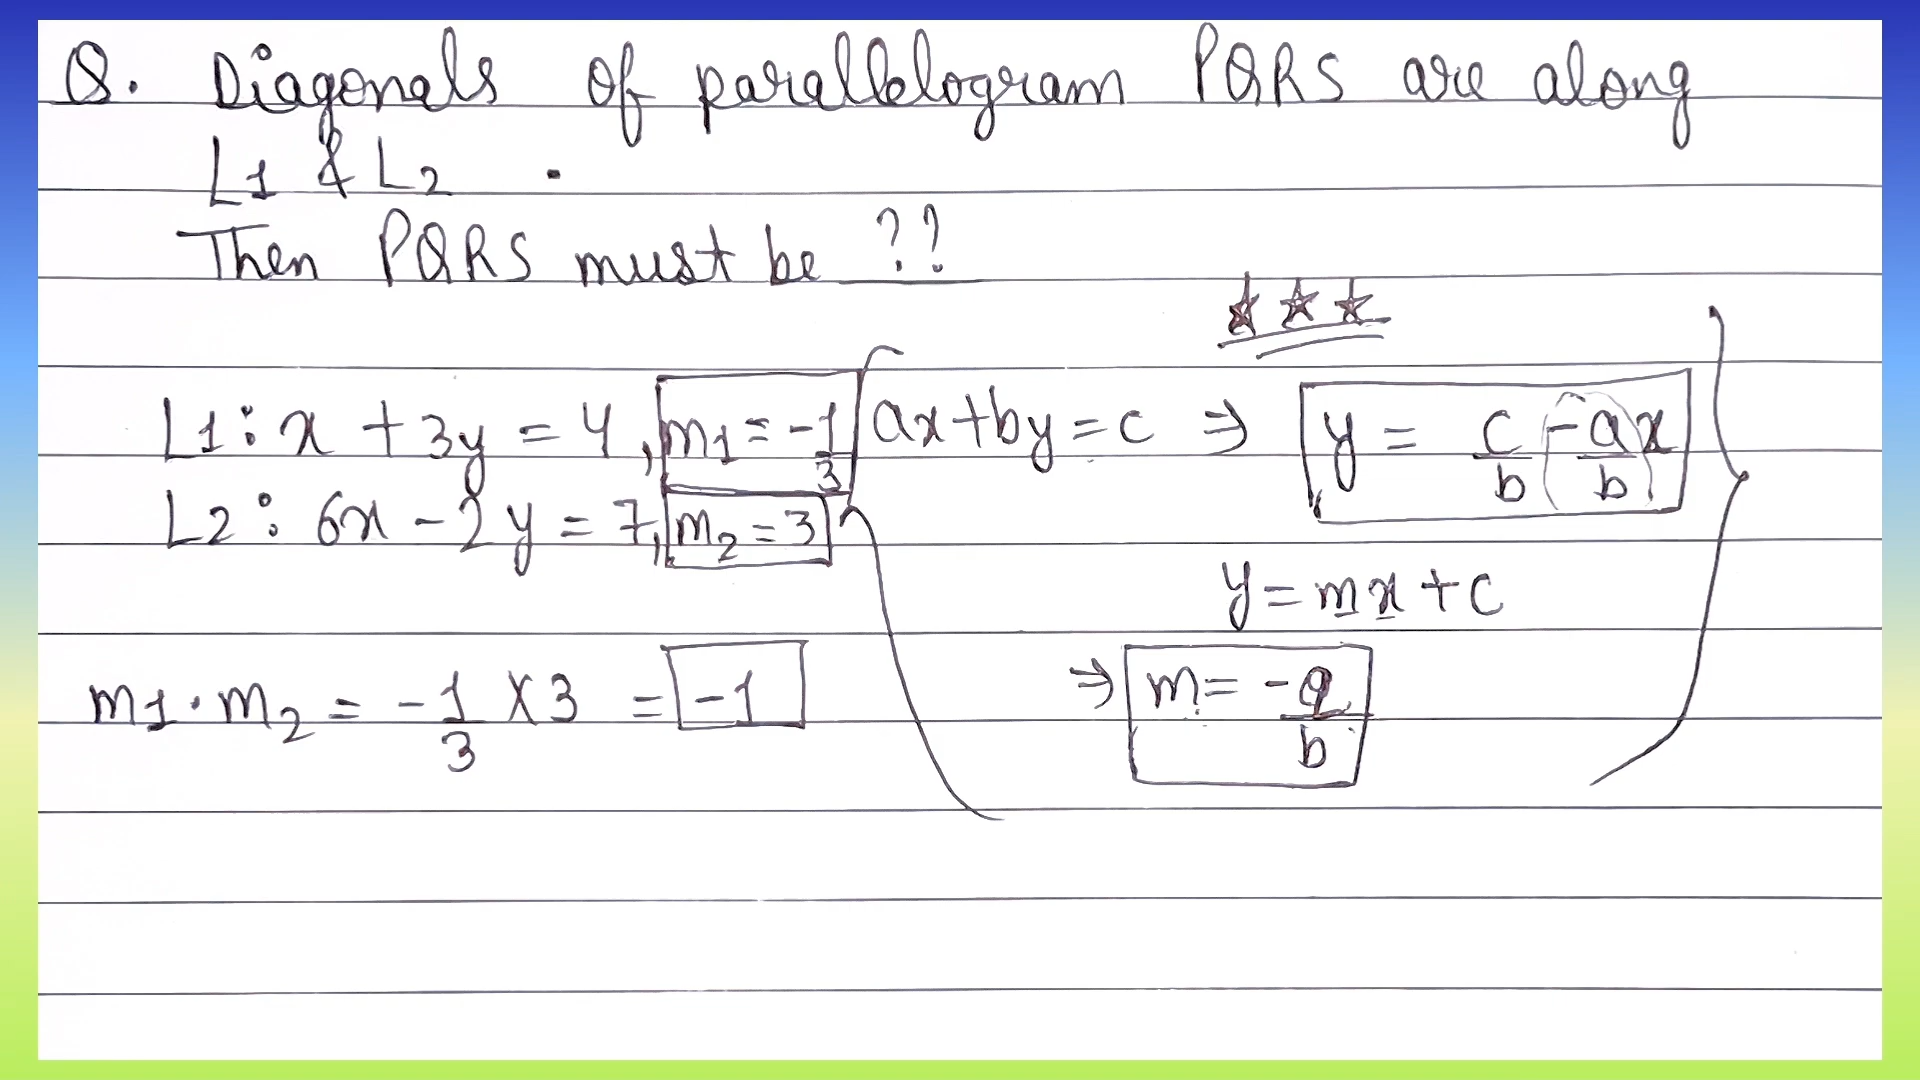 Q. Diagonals of parallelogram PQRS are along
L1 & L2 .
Then PQRS must be ??
L1: x + 3y = 4, m1 = -1/3 ax + by = c ⇒ y = c/b - a/b x
L2: 6x - 2y = 7, m2 = 3
y = mx + c
m1 · m2 = -1/3 X 3 = -1 ⇒ m = -a/b